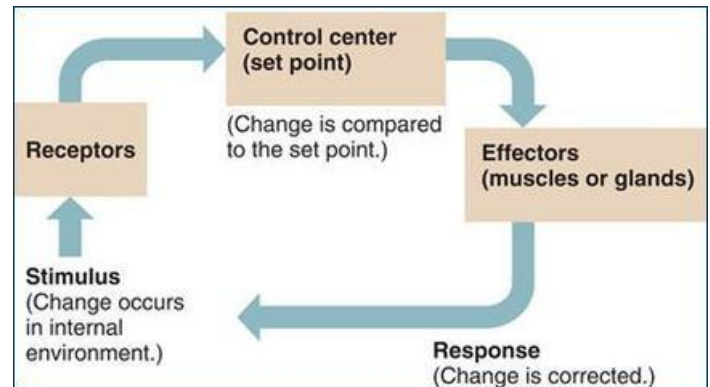 Control center
(set point)
(Change is compared
to the set point.)
Receptors
Effectors
(muscles or glands)
Stimulus
(Change occurs
in internal
environment.)
Response
(Change is corrected.)